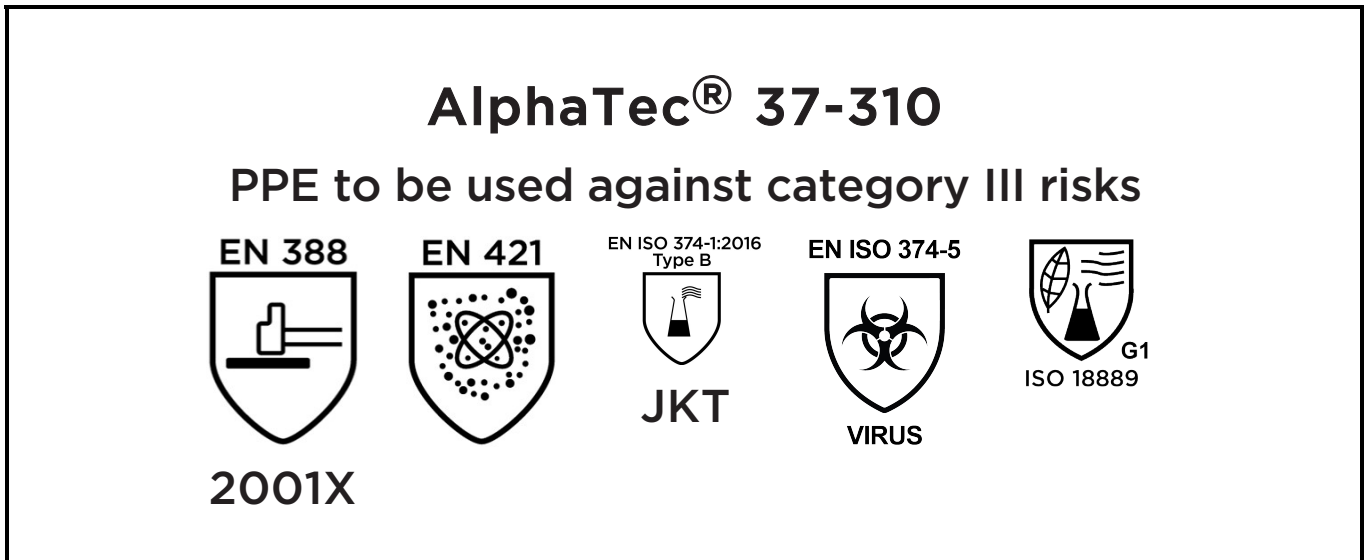 AlphaTec® 37-310
PPE to be used against category III risks
EN 388
2001X
EN 421
EN ISO 374-1:2016
Type B
JKT
EN ISO 374-5
VIRUS
G1
ISO 18889